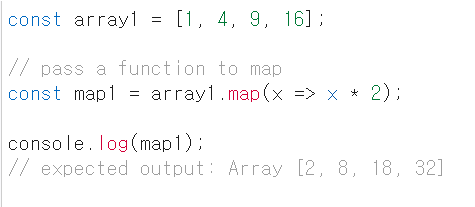 const array1 = [1, 4, 9, 16];
// pass a function to map
const map1 = array1.map(x => x * 2);
console.log(map1);
// expected output: Array [2, 8, 18, 32]